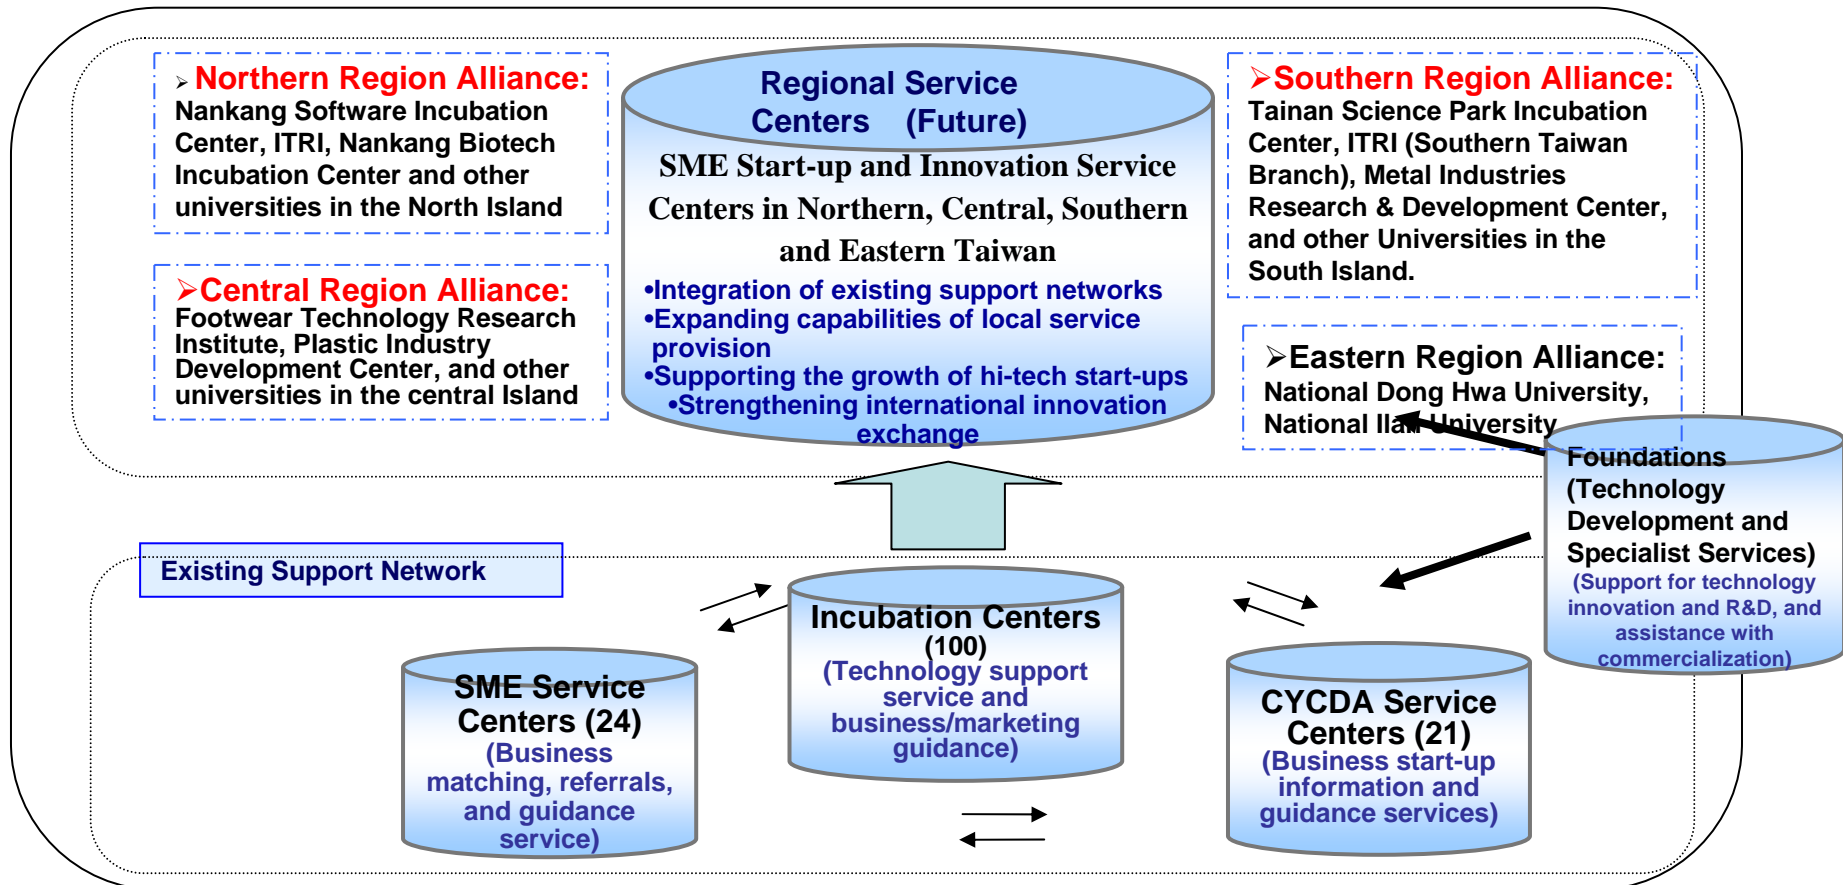 ➢ Northern Region Alliance:
Nankang Software Incubation
Center, ITRI, Nankang Biotech
Incubation Center and other
universities in the North Island
➢Central Region Alliance:
Footwear Technology Research
Institute, Plastic Industry
Development Center, and other
universities in the central Island
Regional Service
Centers (Future)
SME Start-up and Innovation Service
Centers in Northern, Central, Southern
and Eastern Taiwan
•Integration of existing support networks
•Expanding capabilities of local service
provision
•Supporting the growth of hi-tech start-ups
•Strengthening international innovation
exchange
➢Southern Region Alliance:
Tainan Science Park Incubation
Center, ITRI (Southern Taiwan
Branch), Metal Industries
Research & Development Center,
and other Universities in the
South Island.
➢Eastern Region Alliance:
National Dong Hwa University,
National Ilan University
Foundations
(Technology
Development and
Specialist Services)
(Support for technology
innovation and R&D, and
assistance with
commercialization)
Existing Support Network
SME Service
Centers (24)
(Business
matching, referrals,
and guidance
service)
Incubation Centers
(100)
(Technology support
service and
business/marketing
guidance)
CYCDA Service
Centers (21)
(Business start-up
information and
guidance services)